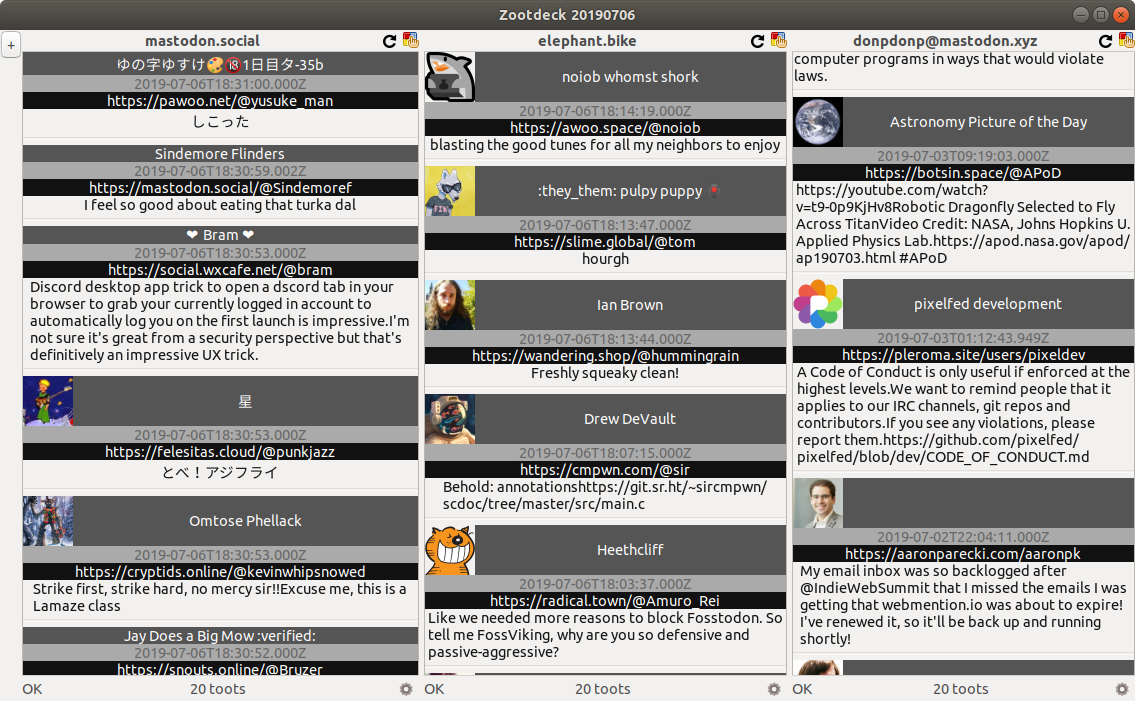 Zootdeck 20190706
+
mastodon.social
ゆの字ゆすけ🎨🔞1日目タ-35b
2019-07-06T18:31:00.000Z
https://pawoo.net/@yusuke_man
しこった
Sindemore Flinders
2019-07-06T18:30:59.002Z
https://mastodon.social/@Sindemoref
I feel so good about eating that turka dal
❤ Bram ❤
2019-07-06T18:30:53.000Z
https://social.wxcafe.net/@bram
Discord desktop app trick to open a dscord tab in your
browser to grab your currently logged in account to
automatically log you on the first launch is impressive.I'm
not sure it's great from a security perspective but that's
definitively an impressive UX trick.
星
2019-07-06T18:30:53.000Z
https://felesitas.cloud/@punkjazz
とべ！アジフライ
Omtose Phellack
2019-07-06T18:30:53.000Z
https://cryptids.online/@kevinwhipsnowed
Strike first, strike hard, no mercy sir!!Excuse me, this is a
Lamaze class
Jay Does a Big Mow :verified:
2019-07-06T18:30:52.000Z
https://snouts.online/@Bruzer
OK
20 toots
elephant.bike
noiob whomst shork
2019-07-06T18:14:19.000Z
https://awoo.space/@noiob
blasting the good tunes for all my neighbors to enjoy
:they_them: pulpy puppy
2019-07-06T18:13:47.000Z
https://slime.global/@tom
hourgh
Ian Brown
2019-07-06T18:13:44.000Z
https://wandering.shop/@hummingrain
Freshly squeaky clean!
Drew DeVault
2019-07-06T18:07:15.000Z
https://cmpwn.com/@sir
Behold: annotationshttps://git.sr.ht/~sircmpwn/
scdoc/tree/master/src/main.c
Heethcliff
2019-07-06T18:03:37.000Z
https://radical.town/@Amuro_Rei
Like we needed more reasons to block Fosstodon. So
tell me FossViking, why are you so defensive and
passive-aggressive?
OK
20 toots
donpdonp@mastodon.xyz
computer programs in ways that would violate
laws.
Astronomy Picture of the Day
2019-07-03T09:19:03.000Z
https://botsin.space/@APoD
https://youtube.com/watch?
v=t9-0p9KjHv8Robotic Dragonfly Selected to Fly
Across TitanVideo Credit: NASA, Johns Hopkins U.
Applied Physics Lab.https://apod.nasa.gov/apod/
ap190703.html #APoD
pixelfed development
2019-07-03T01:12:43.949Z
https://pleroma.site/users/pixeldev
A Code of Conduct is only useful if enforced at the
highest levels.We want to remind people that it
applies to our IRC channels, git repos and
contributors.If you see any violations, please
report them.https://github.com/pixelfed/
pixelfed/blob/dev/CODE_OF_CONDUCT.md
2019-07-02T22:04:11.000Z
https://aaronparecki.com/aaronpk
My email inbox was so backlogged after
@IndieWebSummit that I missed the emails I was
getting that webmention.io was about to expire!
I've renewed it, so it'll be back up and running
shortly!
OK
20 toots